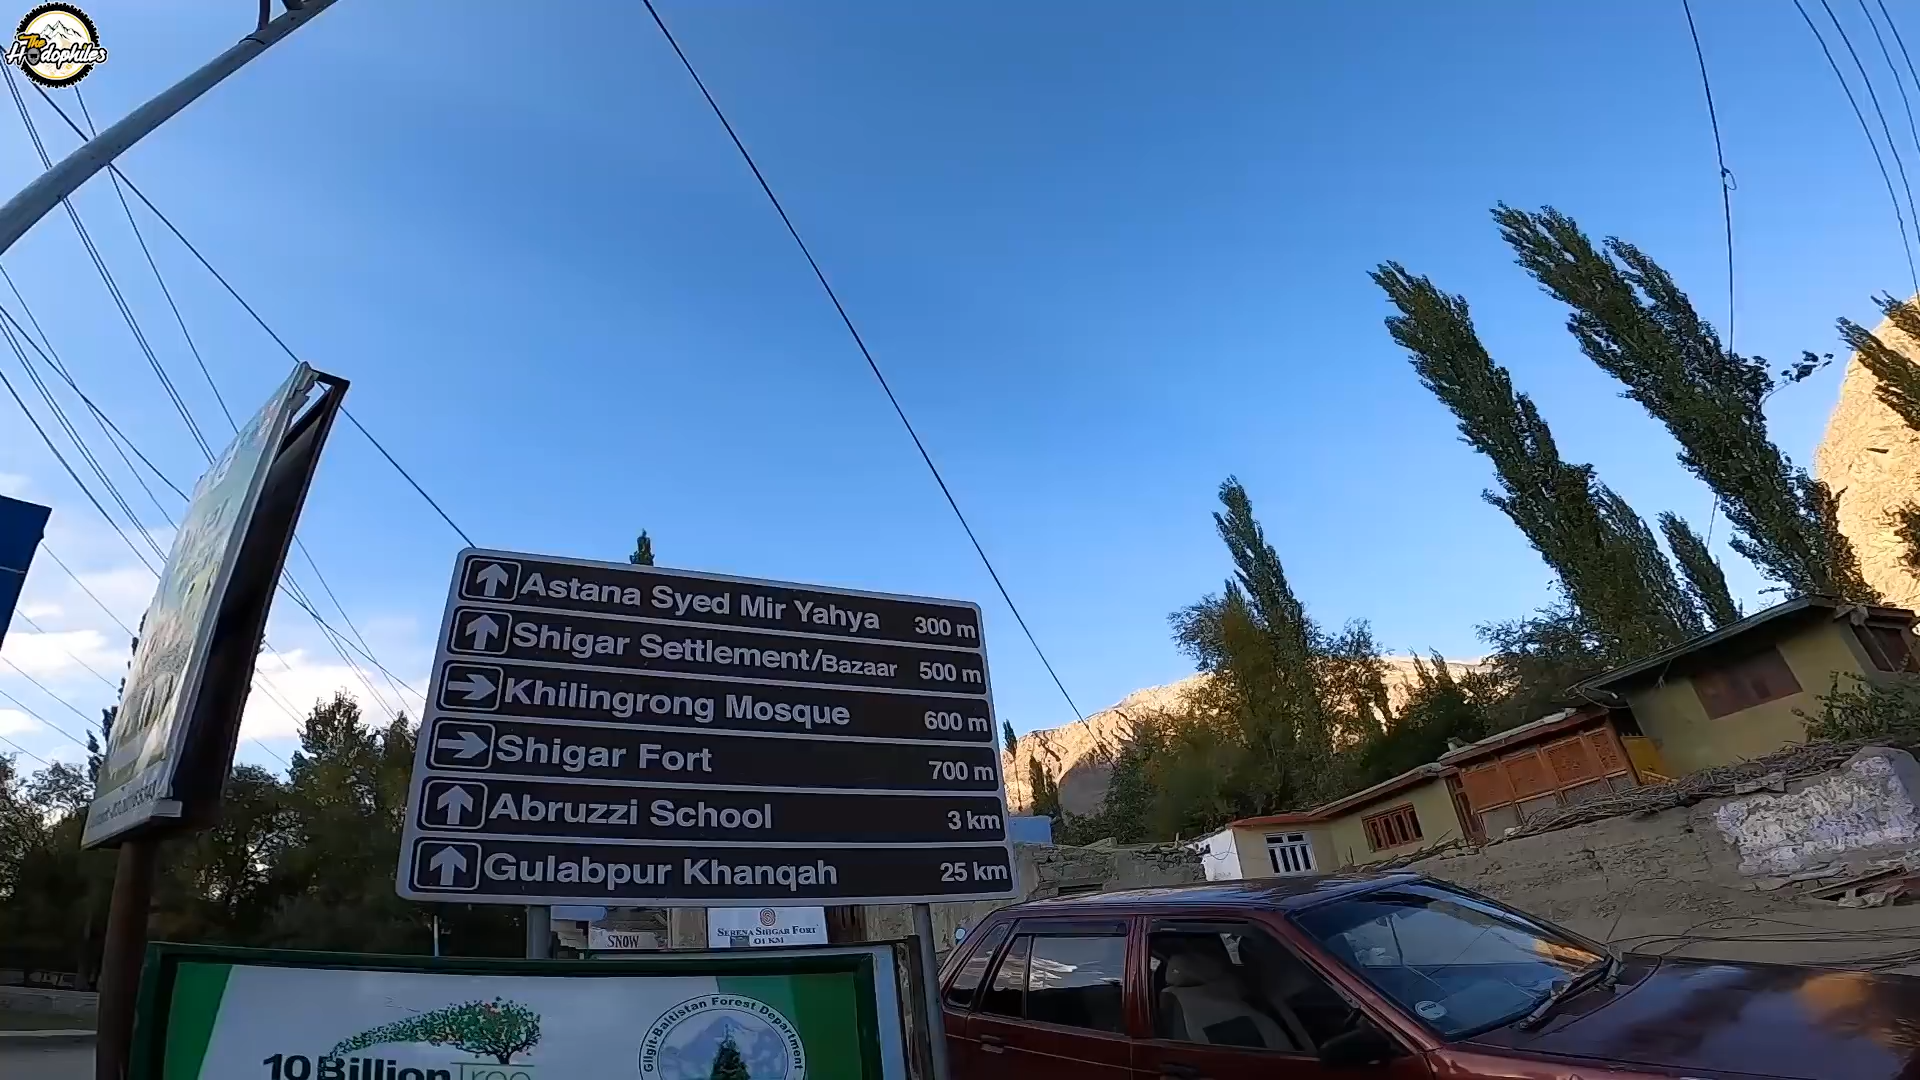 The
Hodophiles
Astana Syed Mir Yahya 300 m
Shigar Settlement/Bazaar 500 m
Khilingrong Mosque 600 m
Shigar Fort 700 m
Abruzzi School 3 km
Gulabpur Khanqah 25 km
SNOW
SERENA SHIGAR FORT
01 KM
10 Billion Tree
Gilgit-Baltistan Forest Department